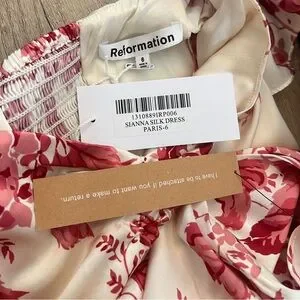 Reformation
6
1310889IRP006
SIANNA SILK DRESS
PARIS-6
I have to be attached if you want to make a return.